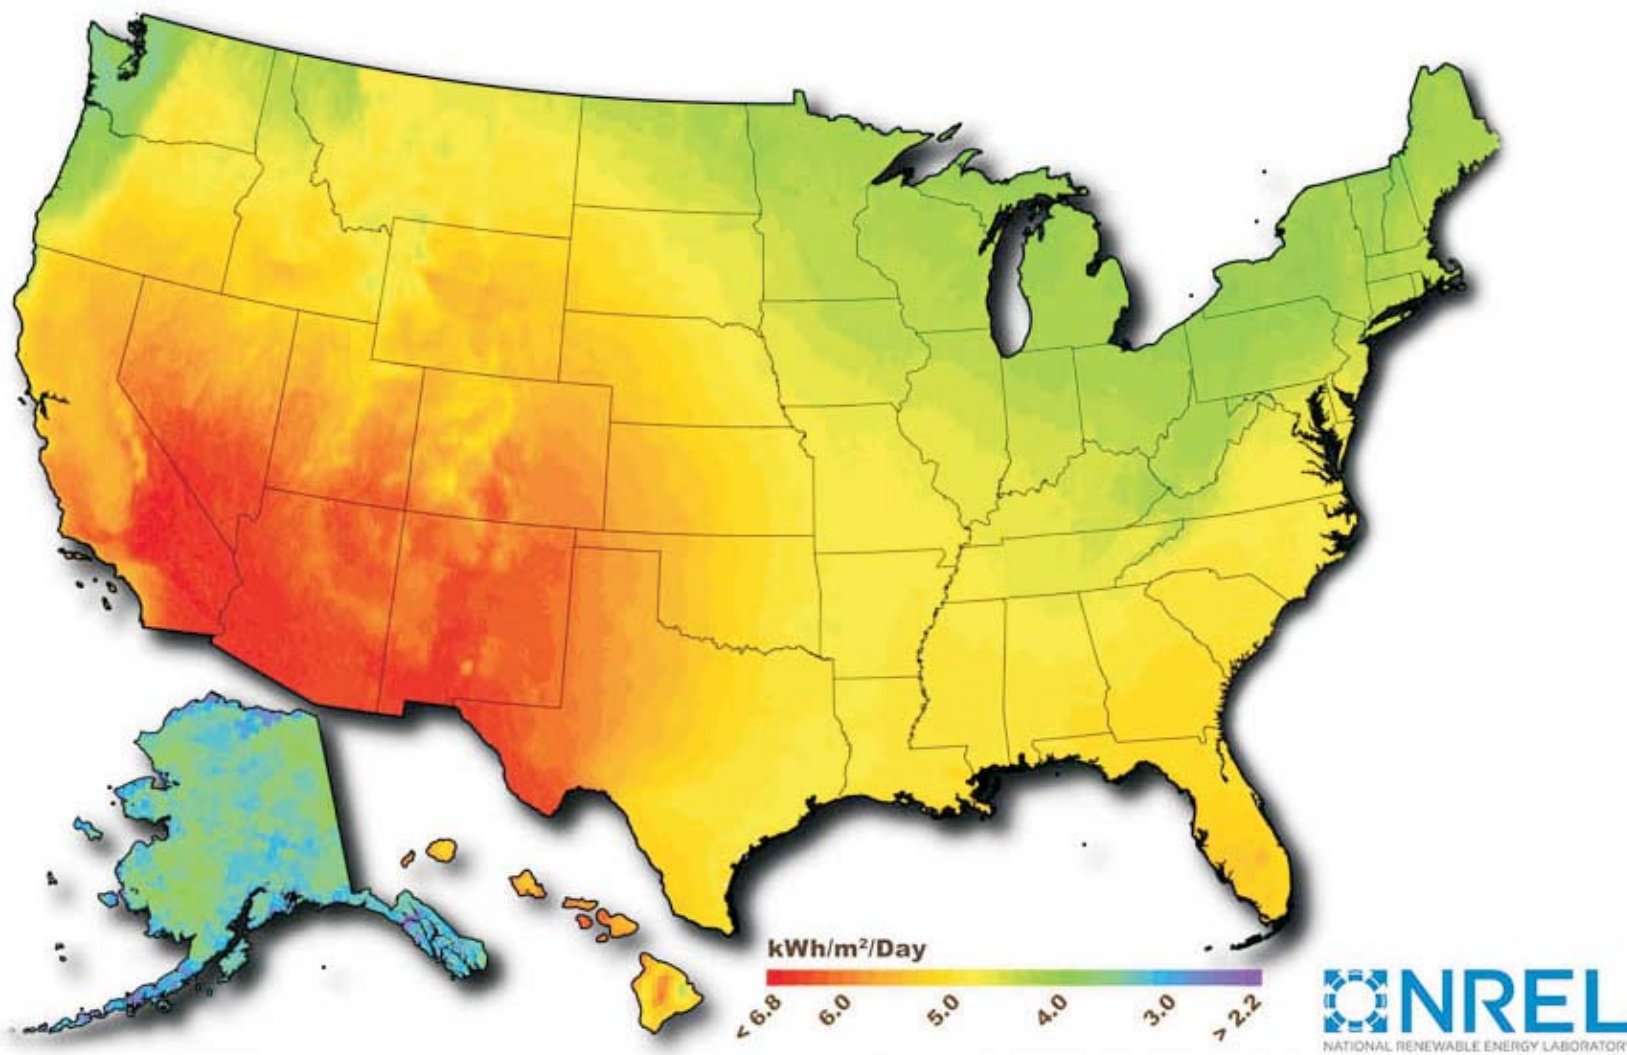 kWh/m²/Day
< 6.8
6.0
5.0
4.0
3.0
> 2.2
NREL
NATIONAL RENEWABLE ENERGY LABORATORY